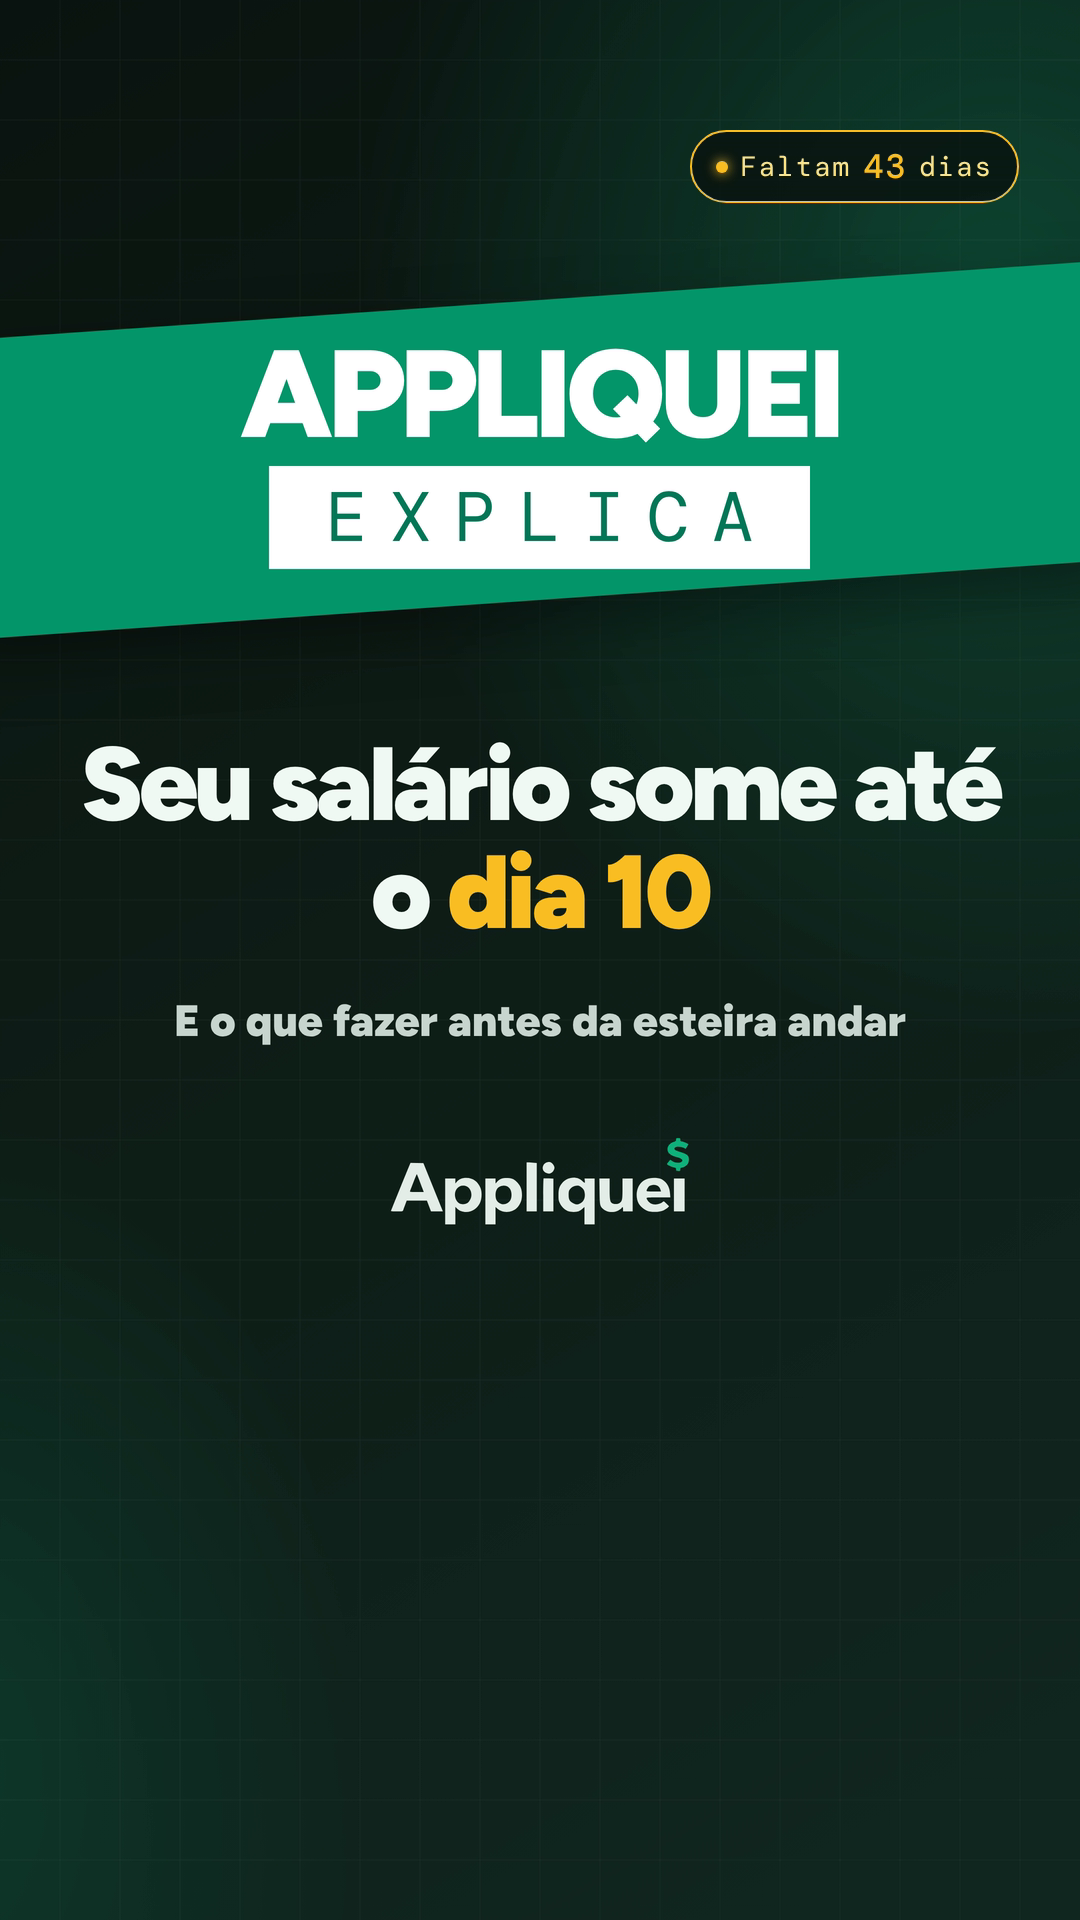 Faltam 43 dias
APPLIQUEI
EXPLICA
Seu salário some até
o dia 10
E o que fazer antes da esteira andar
Appliquei
$